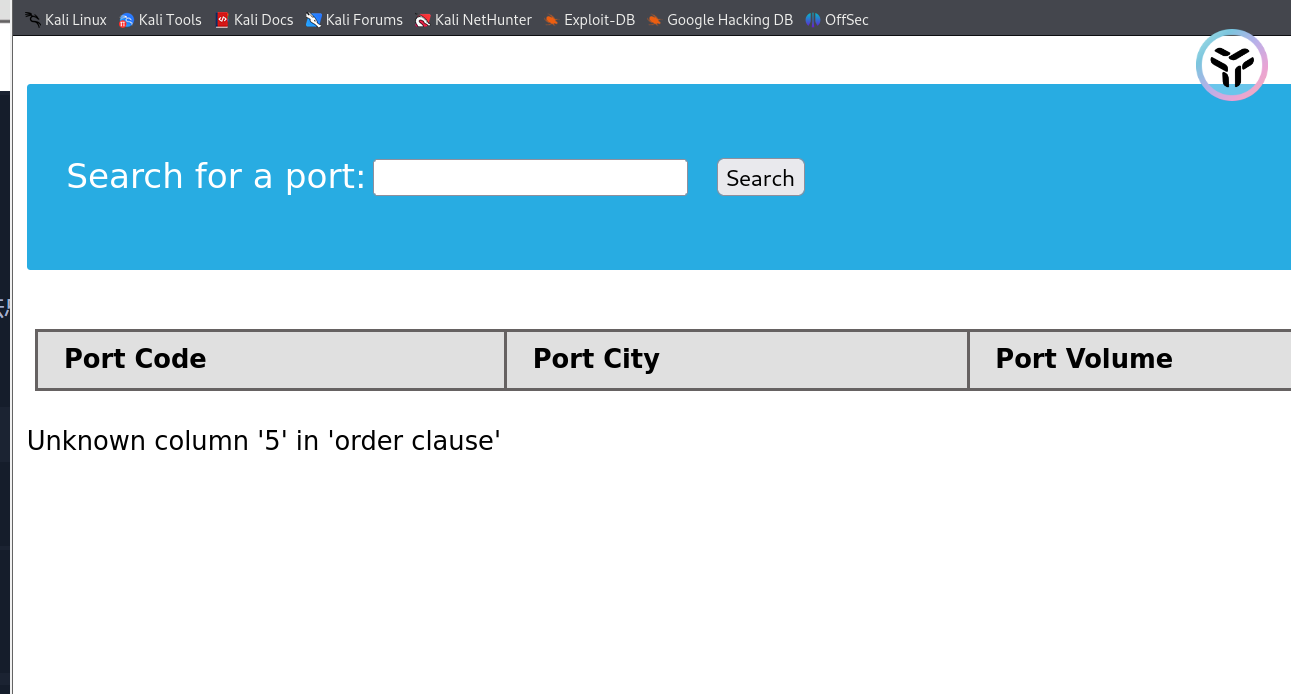 Kali Linux Kali Tools Kali Docs Kali Forums Kali NetHunter Exploit-DB Google Hacking DB OffSec
Search for a port: Search
Port Code Port City Port Volume
Unknown column '5' in 'order clause'